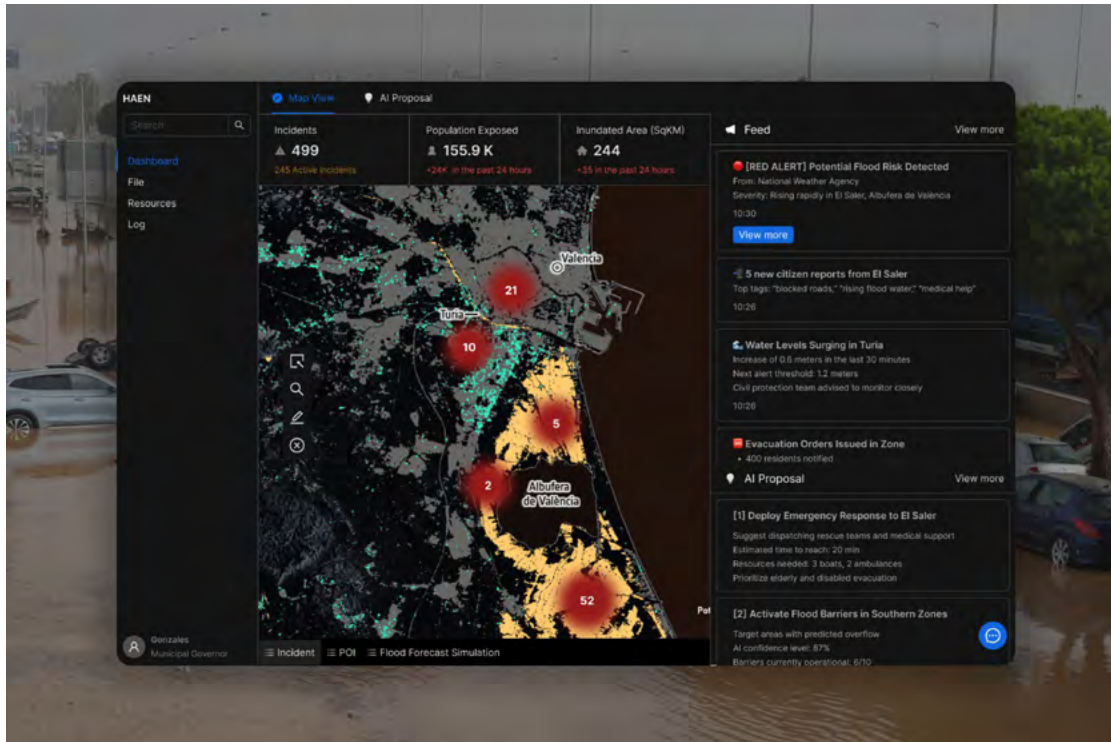 HAEN
Search
Dashboard
File
Resources
Log
Gonzales
Municipal Governor
Map View
AI Proposal
Incidents
499
245 Active Incidents
Population Exposed
155.9 K
+24K in the past 24 hours
Inundated Area (SqKM)
244
+35 in the past 24 hours
Valencia
21
Turia
10
5
2
Albufera
de València
52
Incident
POI
Flood Forecast Simulation
Feed
View more
[RED ALERT] Potential Flood Risk Detected
From: National Weather Agency
Severity: Rising rapidly in El Saler, Albufera de Valencia
10:30
View more
5 new citizen reports from El Saler
Top tags: "blocked roads," "rising flood water," "medical help"
10:26
Water Levels Surging in Turia
Increase of 0.6 meters in the last 30 minutes
Next alert threshold: 1.2 meters
Civil protection team advised to monitor closely
10:26
Evacuation Orders Issued in Zone
• 400 residents notified
AI Proposal
View more
[1] Deploy Emergency Response to El Saler
Suggest dispatching rescue teams and medical support
Estimated time to reach: 20 min
Resources needed: 3 boats, 2 ambulances
Prioritize elderly and disabled evacuation
[2] Activate Flood Barriers in Southern Zones
Target areas with predicted overflow
AI confidence level: 87%
Barriers currently operational: 6/10